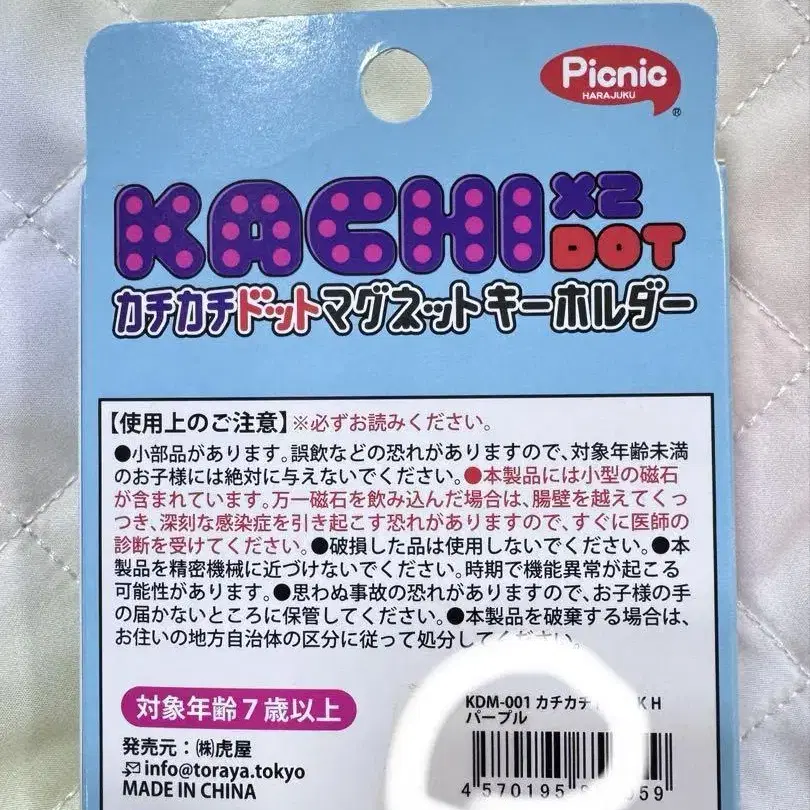 Picnic
HARAJUKU
®
KACHI X2 DOT
カチカチドットマグネットキーホルダー
【使用上のご注意】※必ずお読みください。
●小部品があります。誤飲などの恐れがありますので、対象年齢未満
のお子様には絶対に与えないでください。●本製品には小型の磁石
が含まれています。万一磁石を飲み込んだ場合は、腸壁を越えてくっ
つき、深刻な感染症を引き起こす恐れがありますので、すぐに医師の
診断を受けてください。●破損した品は使用しないでください。●本
製品を精密機械に近づけないでください。時期で機能異常が起こる
可能性があります。●思わぬ事故の恐れがありますので、お子様の手
の届かないところに保管してください。●本製品を破棄する場合は、
お住いの地方自治体の区分に従って処分してください。
対象年齢7歳以上
発売元：㈱虎屋
info@toraya.tokyo
MADE IN CHINA
KDM-001 カチカチ K H
パープル
4 570195 059